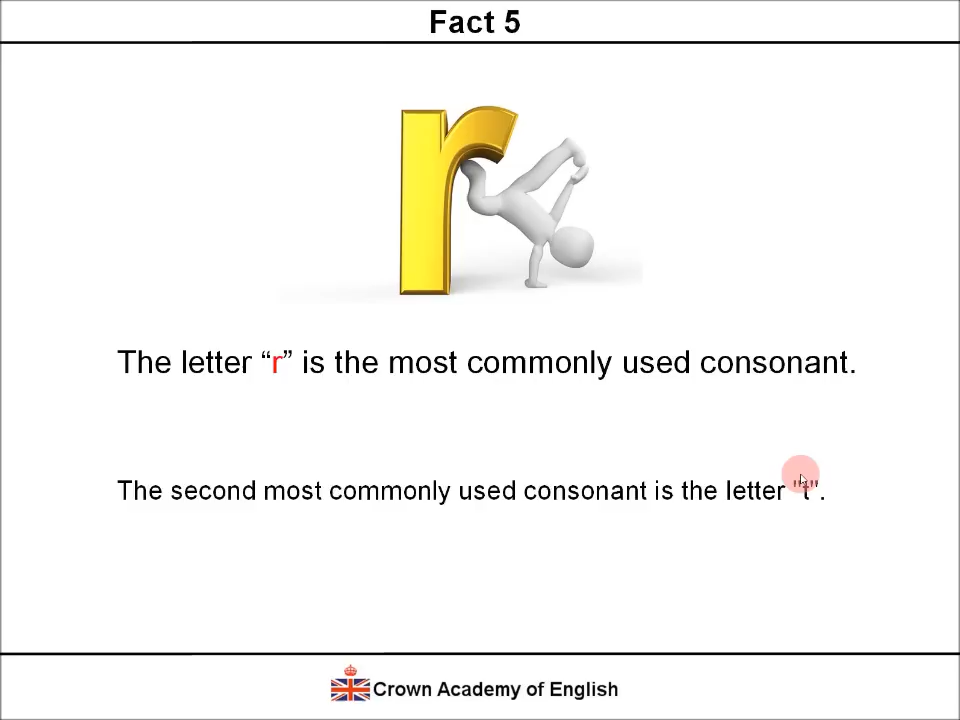 Fact 5
r
The letter “r” is the most commonly used consonant.
The second most commonly used consonant is the letter "t".
Crown Academy of English